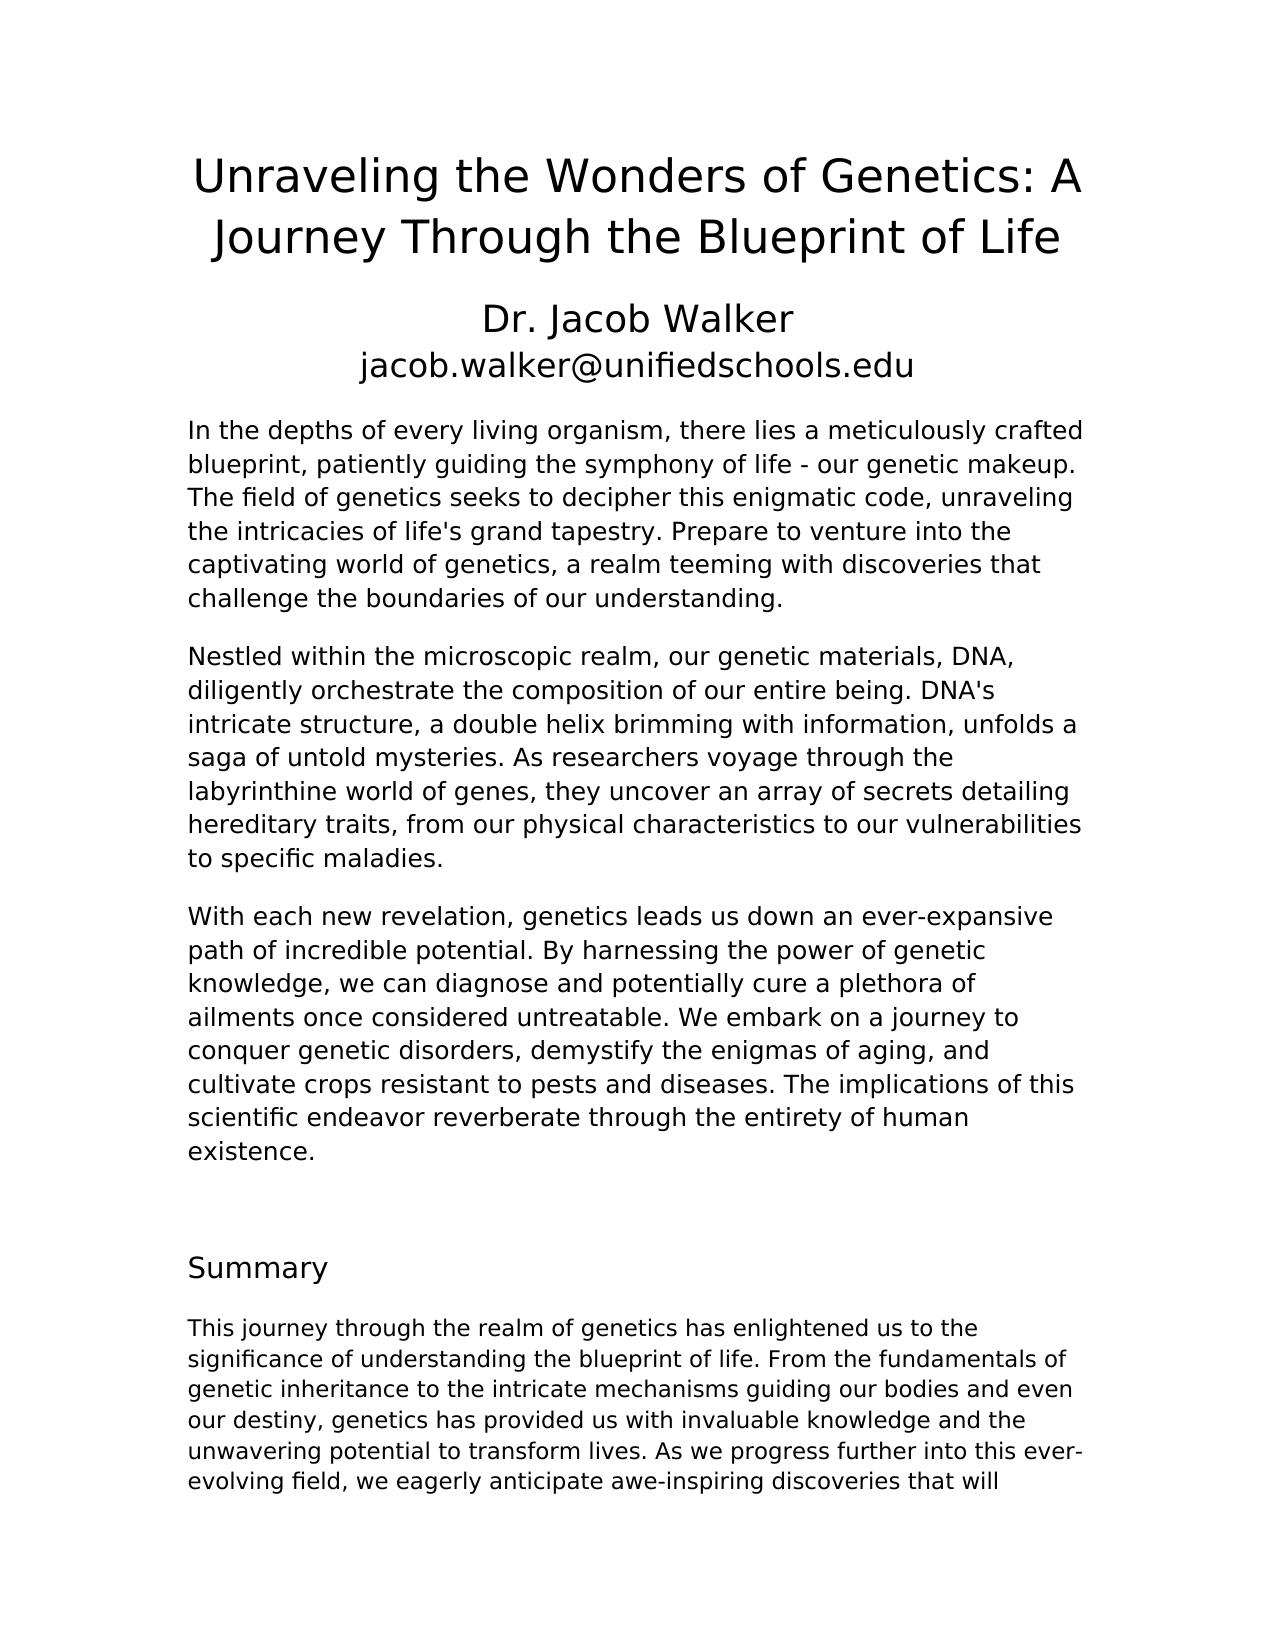 Unraveling the Wonders of Genetics: A
Journey Through the Blueprint of Life
Dr. Jacob Walker
jacob.walker@unifiedschools.edu
In the depths of every living organism, there lies a meticulously crafted
blueprint, patiently guiding the symphony of life - our genetic makeup.
The field of genetics seeks to decipher this enigmatic code, unraveling
the intricacies of life's grand tapestry. Prepare to venture into the
captivating world of genetics, a realm teeming with discoveries that
challenge the boundaries of our understanding.
Nestled within the microscopic realm, our genetic materials, DNA,
diligently orchestrate the composition of our entire being. DNA's
intricate structure, a double helix brimming with information, unfolds a
saga of untold mysteries. As researchers voyage through the
labyrinthine world of genes, they uncover an array of secrets detailing
hereditary traits, from our physical characteristics to our vulnerabilities
to specific maladies.
With each new revelation, genetics leads us down an ever-expansive
path of incredible potential. By harnessing the power of genetic
knowledge, we can diagnose and potentially cure a plethora of
ailments once considered untreatable. We embark on a journey to
conquer genetic disorders, demystify the enigmas of aging, and
cultivate crops resistant to pests and diseases. The implications of this
scientific endeavor reverberate through the entirety of human
existence.
Summary
This journey through the realm of genetics has enlightened us to the
significance of understanding the blueprint of life. From the fundamentals of
genetic inheritance to the intricate mechanisms guiding our bodies and even
our destiny, genetics has provided us with invaluable knowledge and the
unwavering potential to transform lives. As we progress further into this ever-
evolving field, we eagerly anticipate awe-inspiring discoveries that will